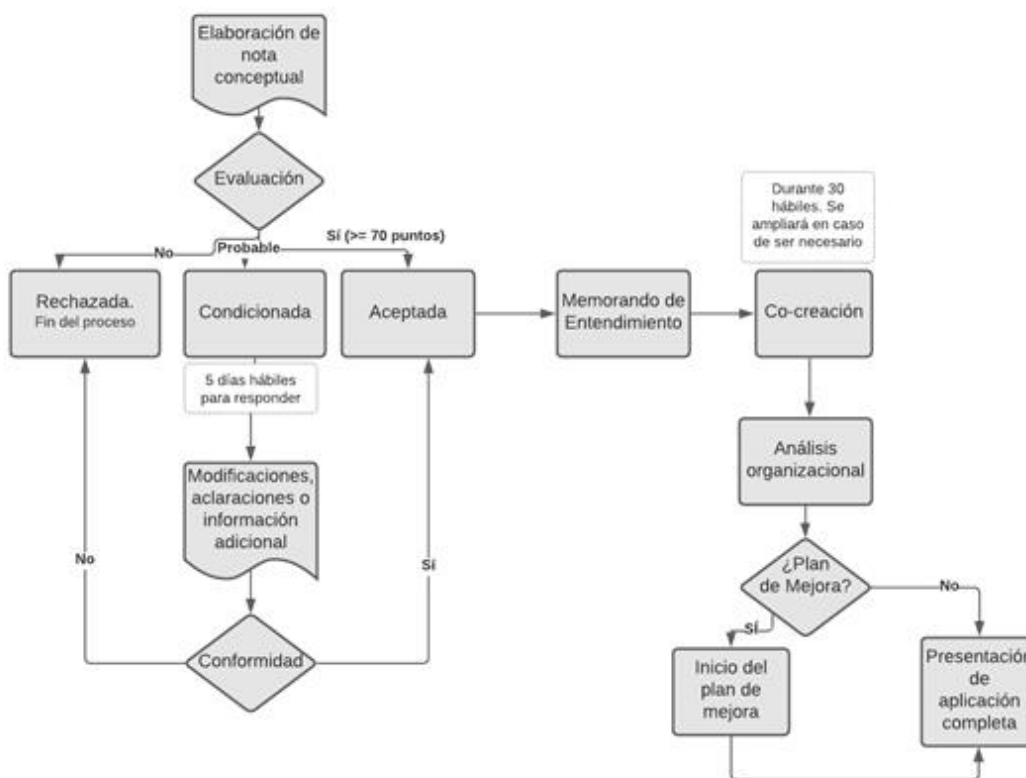 Elaboración de
nota
conceptual
Evaluación
No
Probable
Sí (>= 70 puntos)
Durante 30
hábiles. Se
ampliará en caso
de ser necesario
Rechazada.
Fin del proceso
Condicionada
Aceptada
Memorando de
Entendimiento
Co-creación
5 días hábiles
para responder
Análisis
organizacional
Modificaciones,
aclaraciones o
información
adicional
No
Sí
¿Plan
de Mejora?
No
SÍ
Conformidad
Inicio del
plan de
mejora
Presentación
de
aplicación
completa